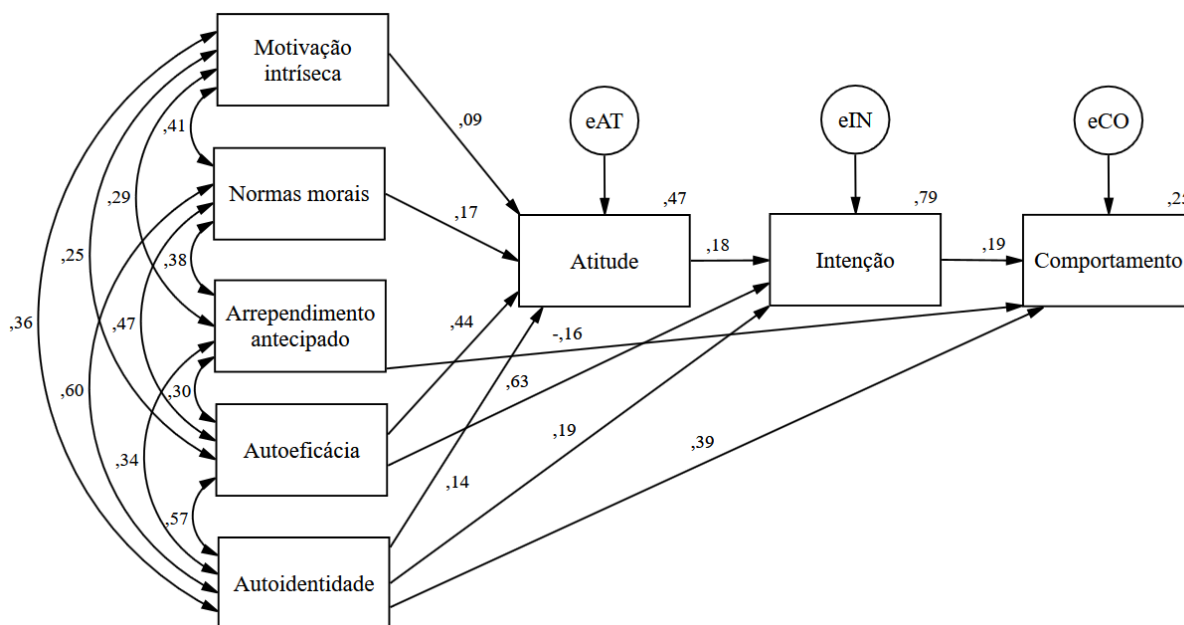 Motivação
intríseca
,41
,09
eAT
eIN
eCO
Normas morais
,29
,17
,47
,79
,25
,25
,38
Atitude
,18
Intenção
,19
Comportamento
,36
,47
Arrependimento
antecipado
,44
-,16
,60
,30
,63
Autoeficácia
,34
,19
,39
,14
,57
Autoidentidade